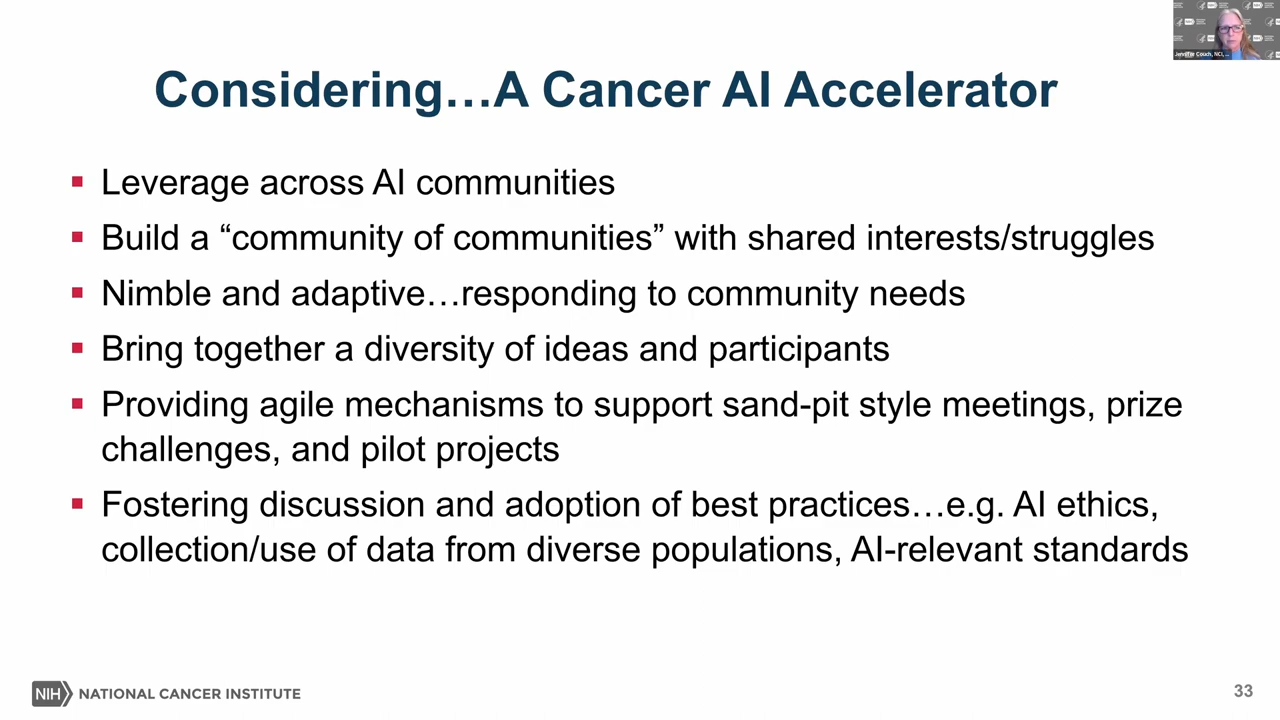 Jennifer Couch, NCI, ...
Considering…A Cancer AI Accelerator
▪ Leverage across AI communities
▪ Build a “community of communities” with shared interests/struggles
▪ Nimble and adaptive…responding to community needs
▪ Bring together a diversity of ideas and participants
▪ Providing agile mechanisms to support sand-pit style meetings, prize
challenges, and pilot projects
▪ Fostering discussion and adoption of best practices…e.g. AI ethics,
collection/use of data from diverse populations, AI-relevant standards
NIH NATIONAL CANCER INSTITUTE
33